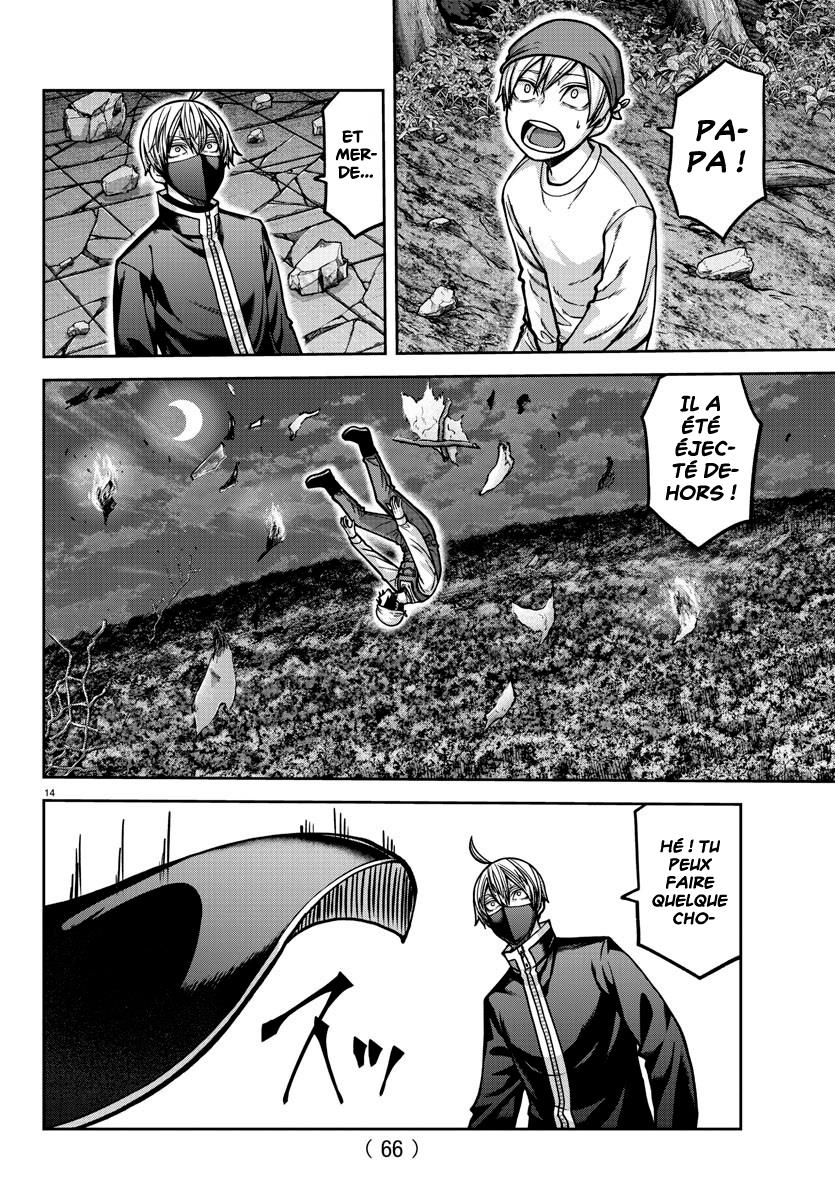 PA-
PA !
ET
MER-
DE...
IL A
ÉTÉ
ÉJEC-
TÉ DE-
HORS !
14
HÉ ! TU
PEUX
FAIRE
QUELQUE
CHO-
スッ
( 66 )